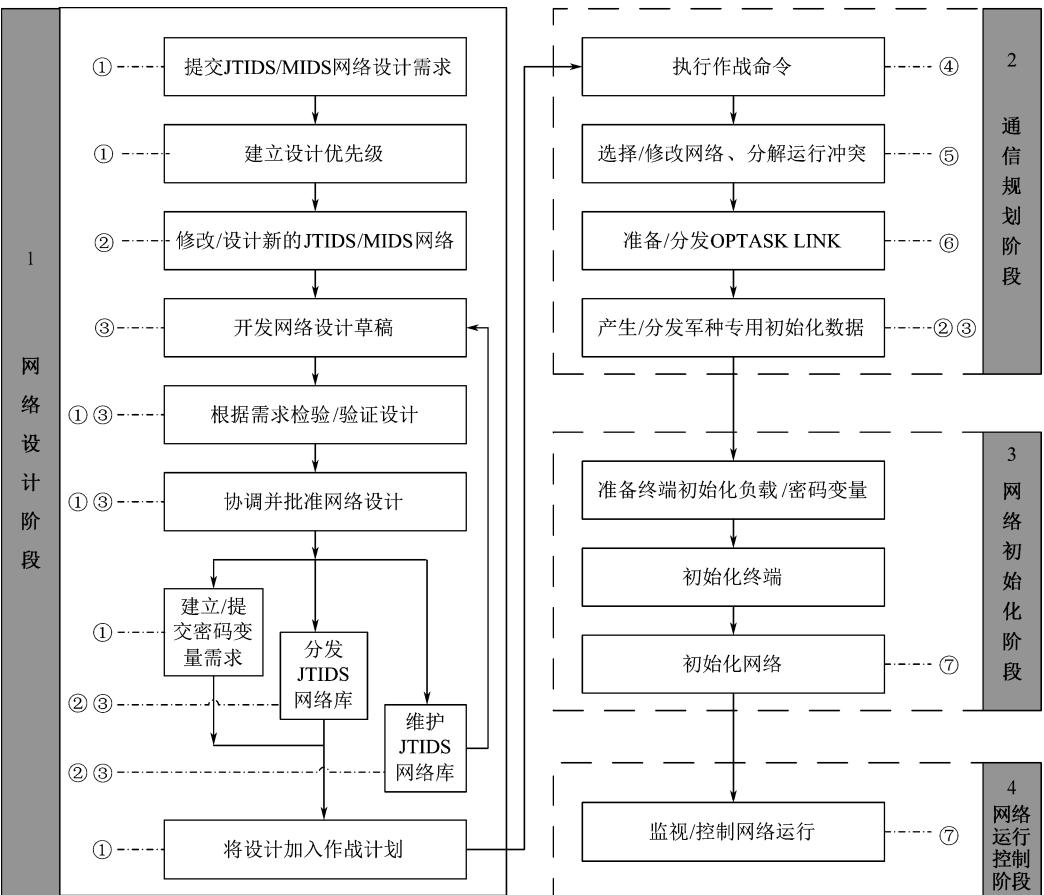 1
网
络
设
计
阶
段
① 提交JTIDS/MIDS网络设计需求
① 建立设计优先级
② 修改/设计新的JTIDS/MIDS网络
③ 开发网络设计草稿
① ③ 根据需求检验/验证设计
① ③ 协调并批准网络设计
①
建立/提
交密码变
量需求
② ③
分发
JTIDS
网络库
② ③
维护
JTIDS
网络库
① 将设计加入作战计划
2
通
信
规
划
阶
段
执行作战命令 ④
选择/修改网络、分解运行冲突 ⑤
准备/分发OPTASK LINK ⑥
产生/分发军种专用初始化数据 ② ③
3
网
络
初
始
化
阶
段
准备终端初始化负载/密码变量
初始化终端
初始化网络 ⑦
4
网络
运行
控制
阶段
监视/控制网络运行 ⑦